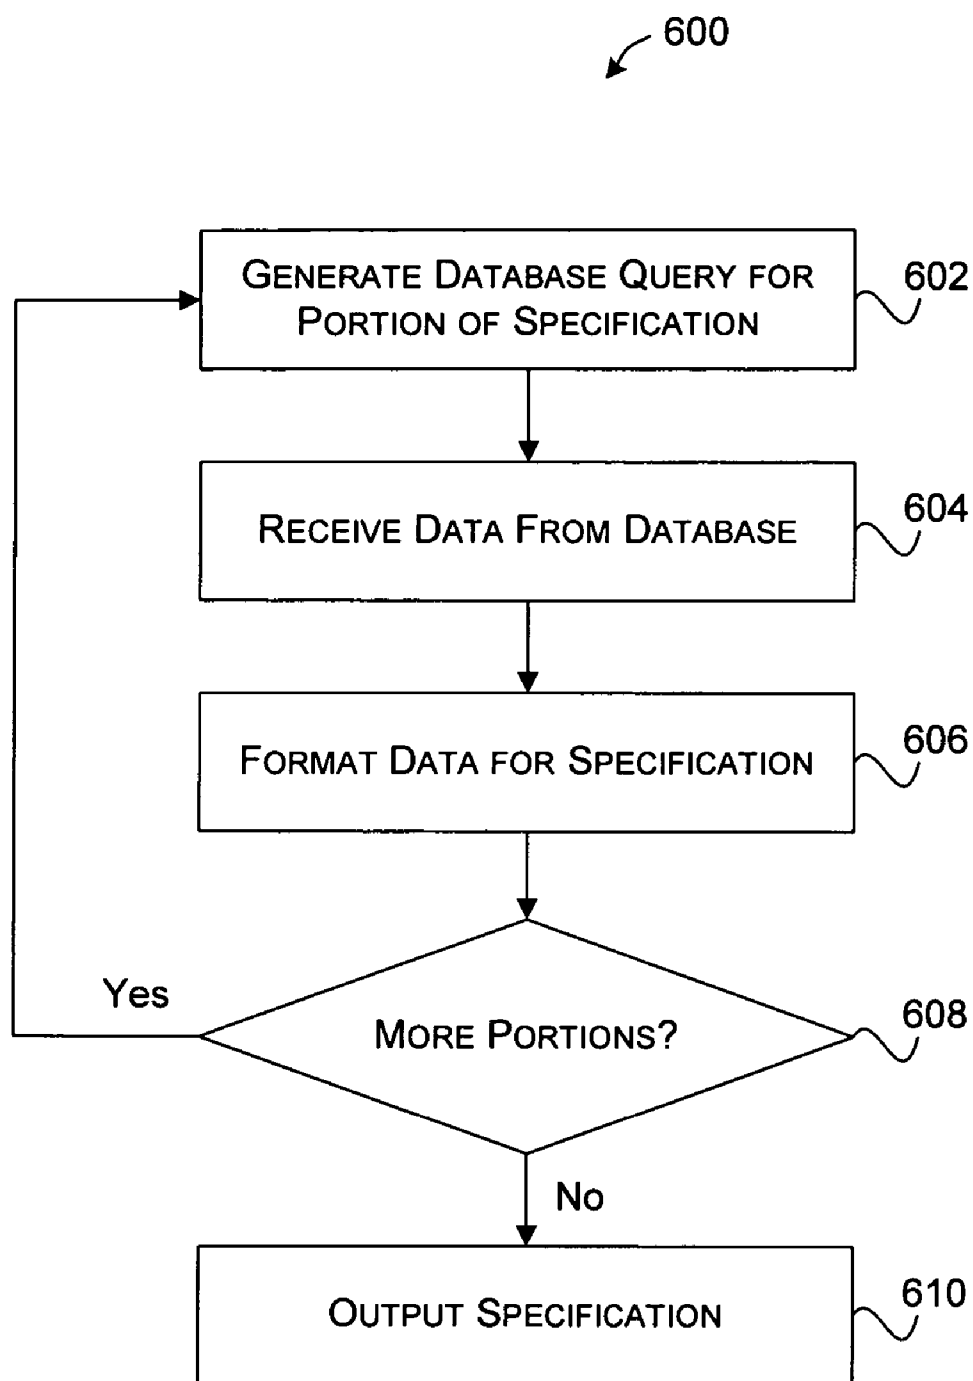 600
GENERATE DATABASE QUERY FOR
PORTION OF SPECIFICATION
602
RECEIVE DATA FROM DATABASE
604
FORMAT DATA FOR SPECIFICATION
606
Yes
MORE PORTIONS?
608
No
OUTPUT SPECIFICATION
610